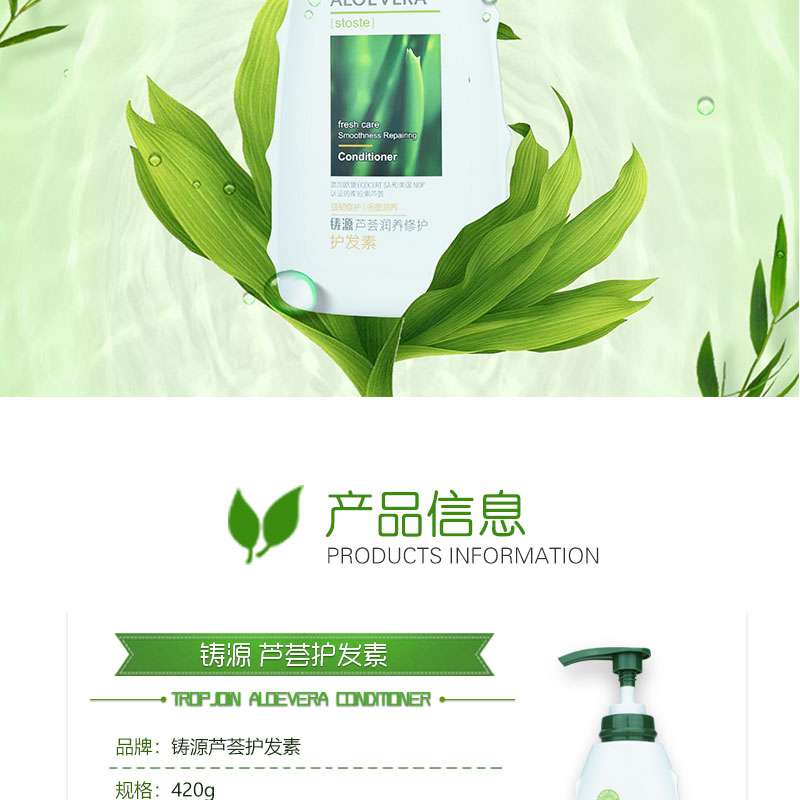 ALOEVERA
[stoste]
fresh care
Smoothness Repairing
Conditioner
铸源芦荟润养修护
护发素
产品信息
PRODUCTS INFORMATION
铸源 芦荟护发素
TROPJOIN ALOEVERA CONDITIONER
品牌：铸源芦荟护发素
规格：420g